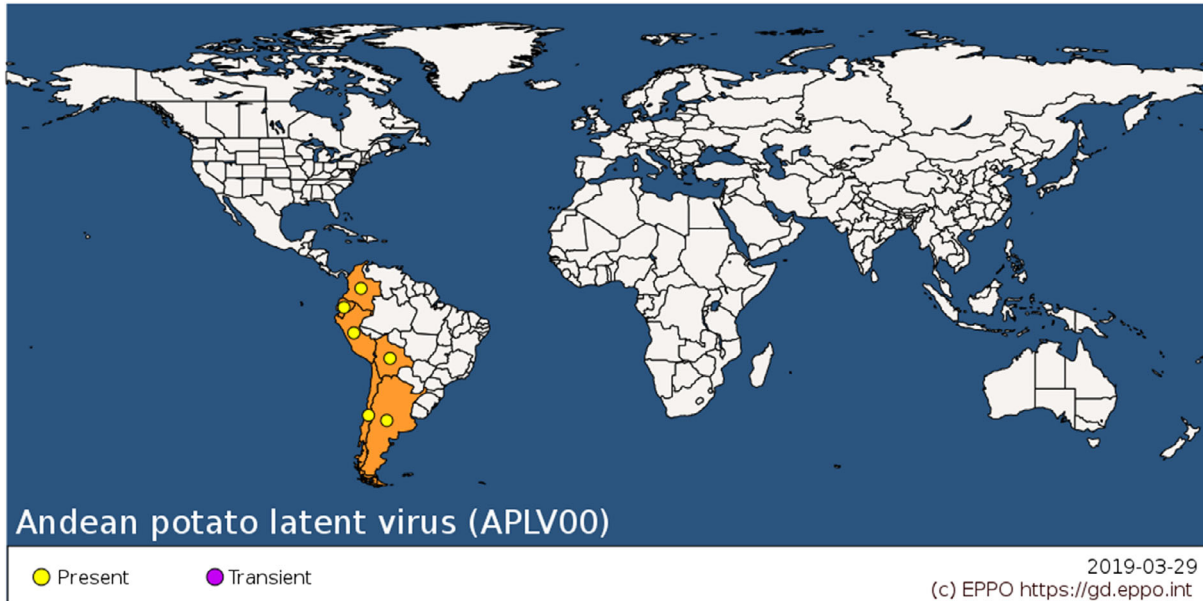 Andean potato latent virus (APLV00)
Present
Transient
2019-03-29
(c) EPPO https://gd.eppo.int